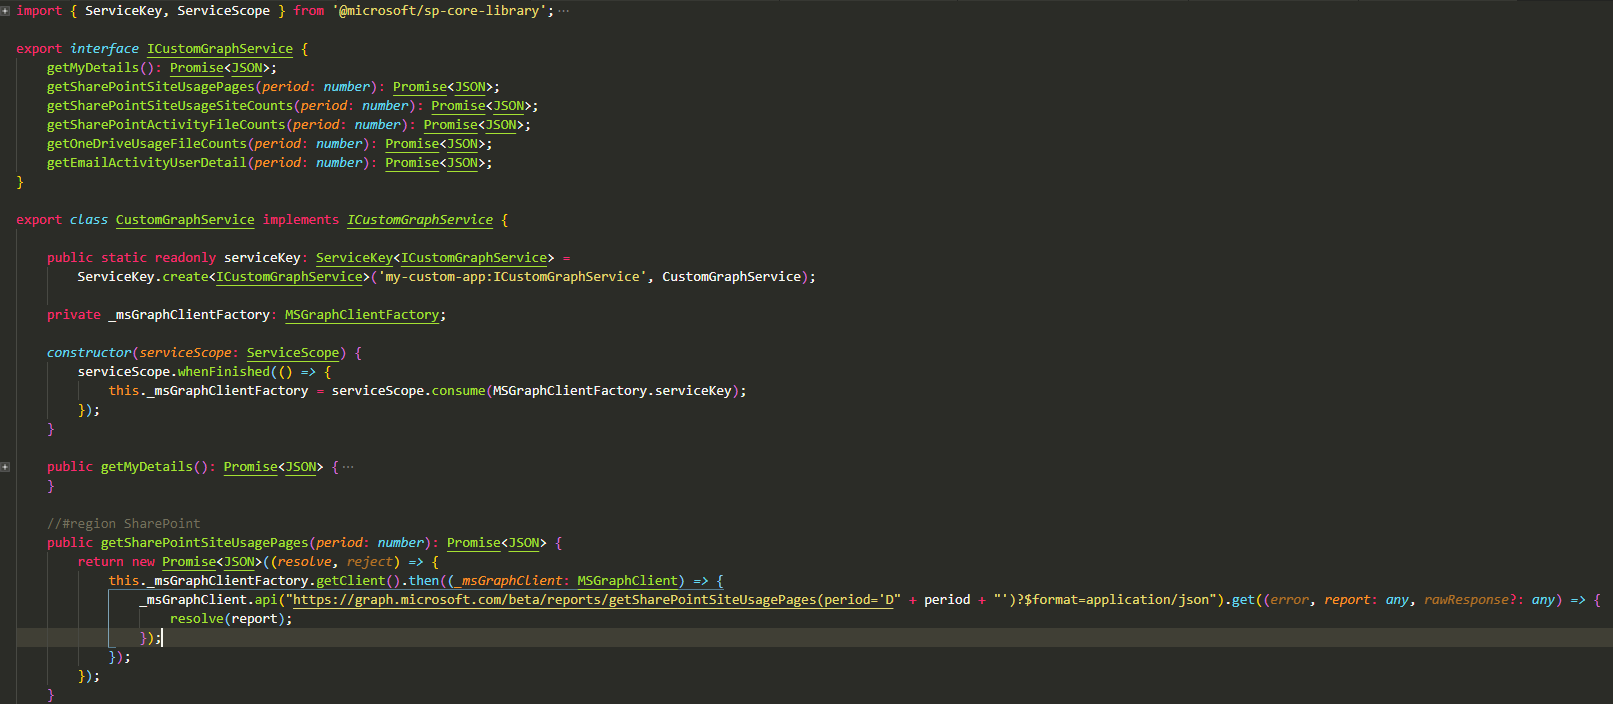 import { ServiceKey, ServiceScope } from '@microsoft/sp-core-library';···
export interface ICustomGraphService {
getMyDetails(): Promise<JSON>;
getSharePointSiteUsagePages(period: number): Promise<JSON>;
getSharePointSiteUsageSiteCounts(period: number): Promise<JSON>;
getSharePointActivityFileCounts(period: number): Promise<JSON>;
getOneDriveUsageFileCounts(period: number): Promise<JSON>;
getEmailActivityUserDetail(period: number): Promise<JSON>;
}
export class CustomGraphService implements ICustomGraphService {
public static readonly serviceKey: ServiceKey<ICustomGraphService> =
ServiceKey.create<ICustomGraphService>('my-custom-app:ICustomGraphService', CustomGraphService);
private _msGraphClientFactory: MSGraphClientFactory;
constructor(serviceScope: ServiceScope) {
serviceScope.whenFinished(() => {
this._msGraphClientFactory = serviceScope.consume(MSGraphClientFactory.serviceKey);
});
}
public getMyDetails(): Promise<JSON> {···
}
//#region SharePoint
public getSharePointSiteUsagePages(period: number): Promise<JSON> {
return new Promise<JSON>((resolve, reject) => {
this._msGraphClientFactory.getClient().then((_msGraphClient: MSGraphClient) => {
_msGraphClient.api("https://graph.microsoft.com/beta/reports/getSharePointSiteUsagePages(period='D" + period + "')?$format=application/json").get((error, report: any, rawResponse?: any) => {
resolve(report);
});
});
});
}